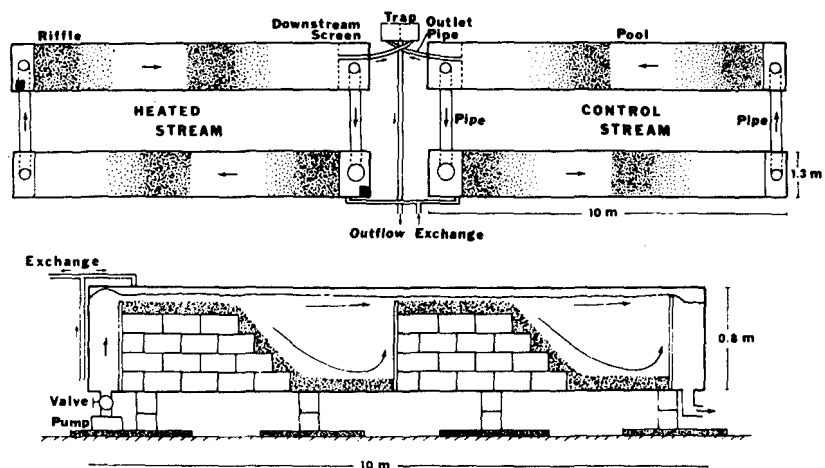 Downstream Screen
Trap
Outlet Pipe
Riffle
Pool
HEATED STREAM
Pipe
CONTROL STREAM
Pipe
1.3 m
10 m
Outflow Exchange
Exchange
0.8 m
Valve
Pump
10 m